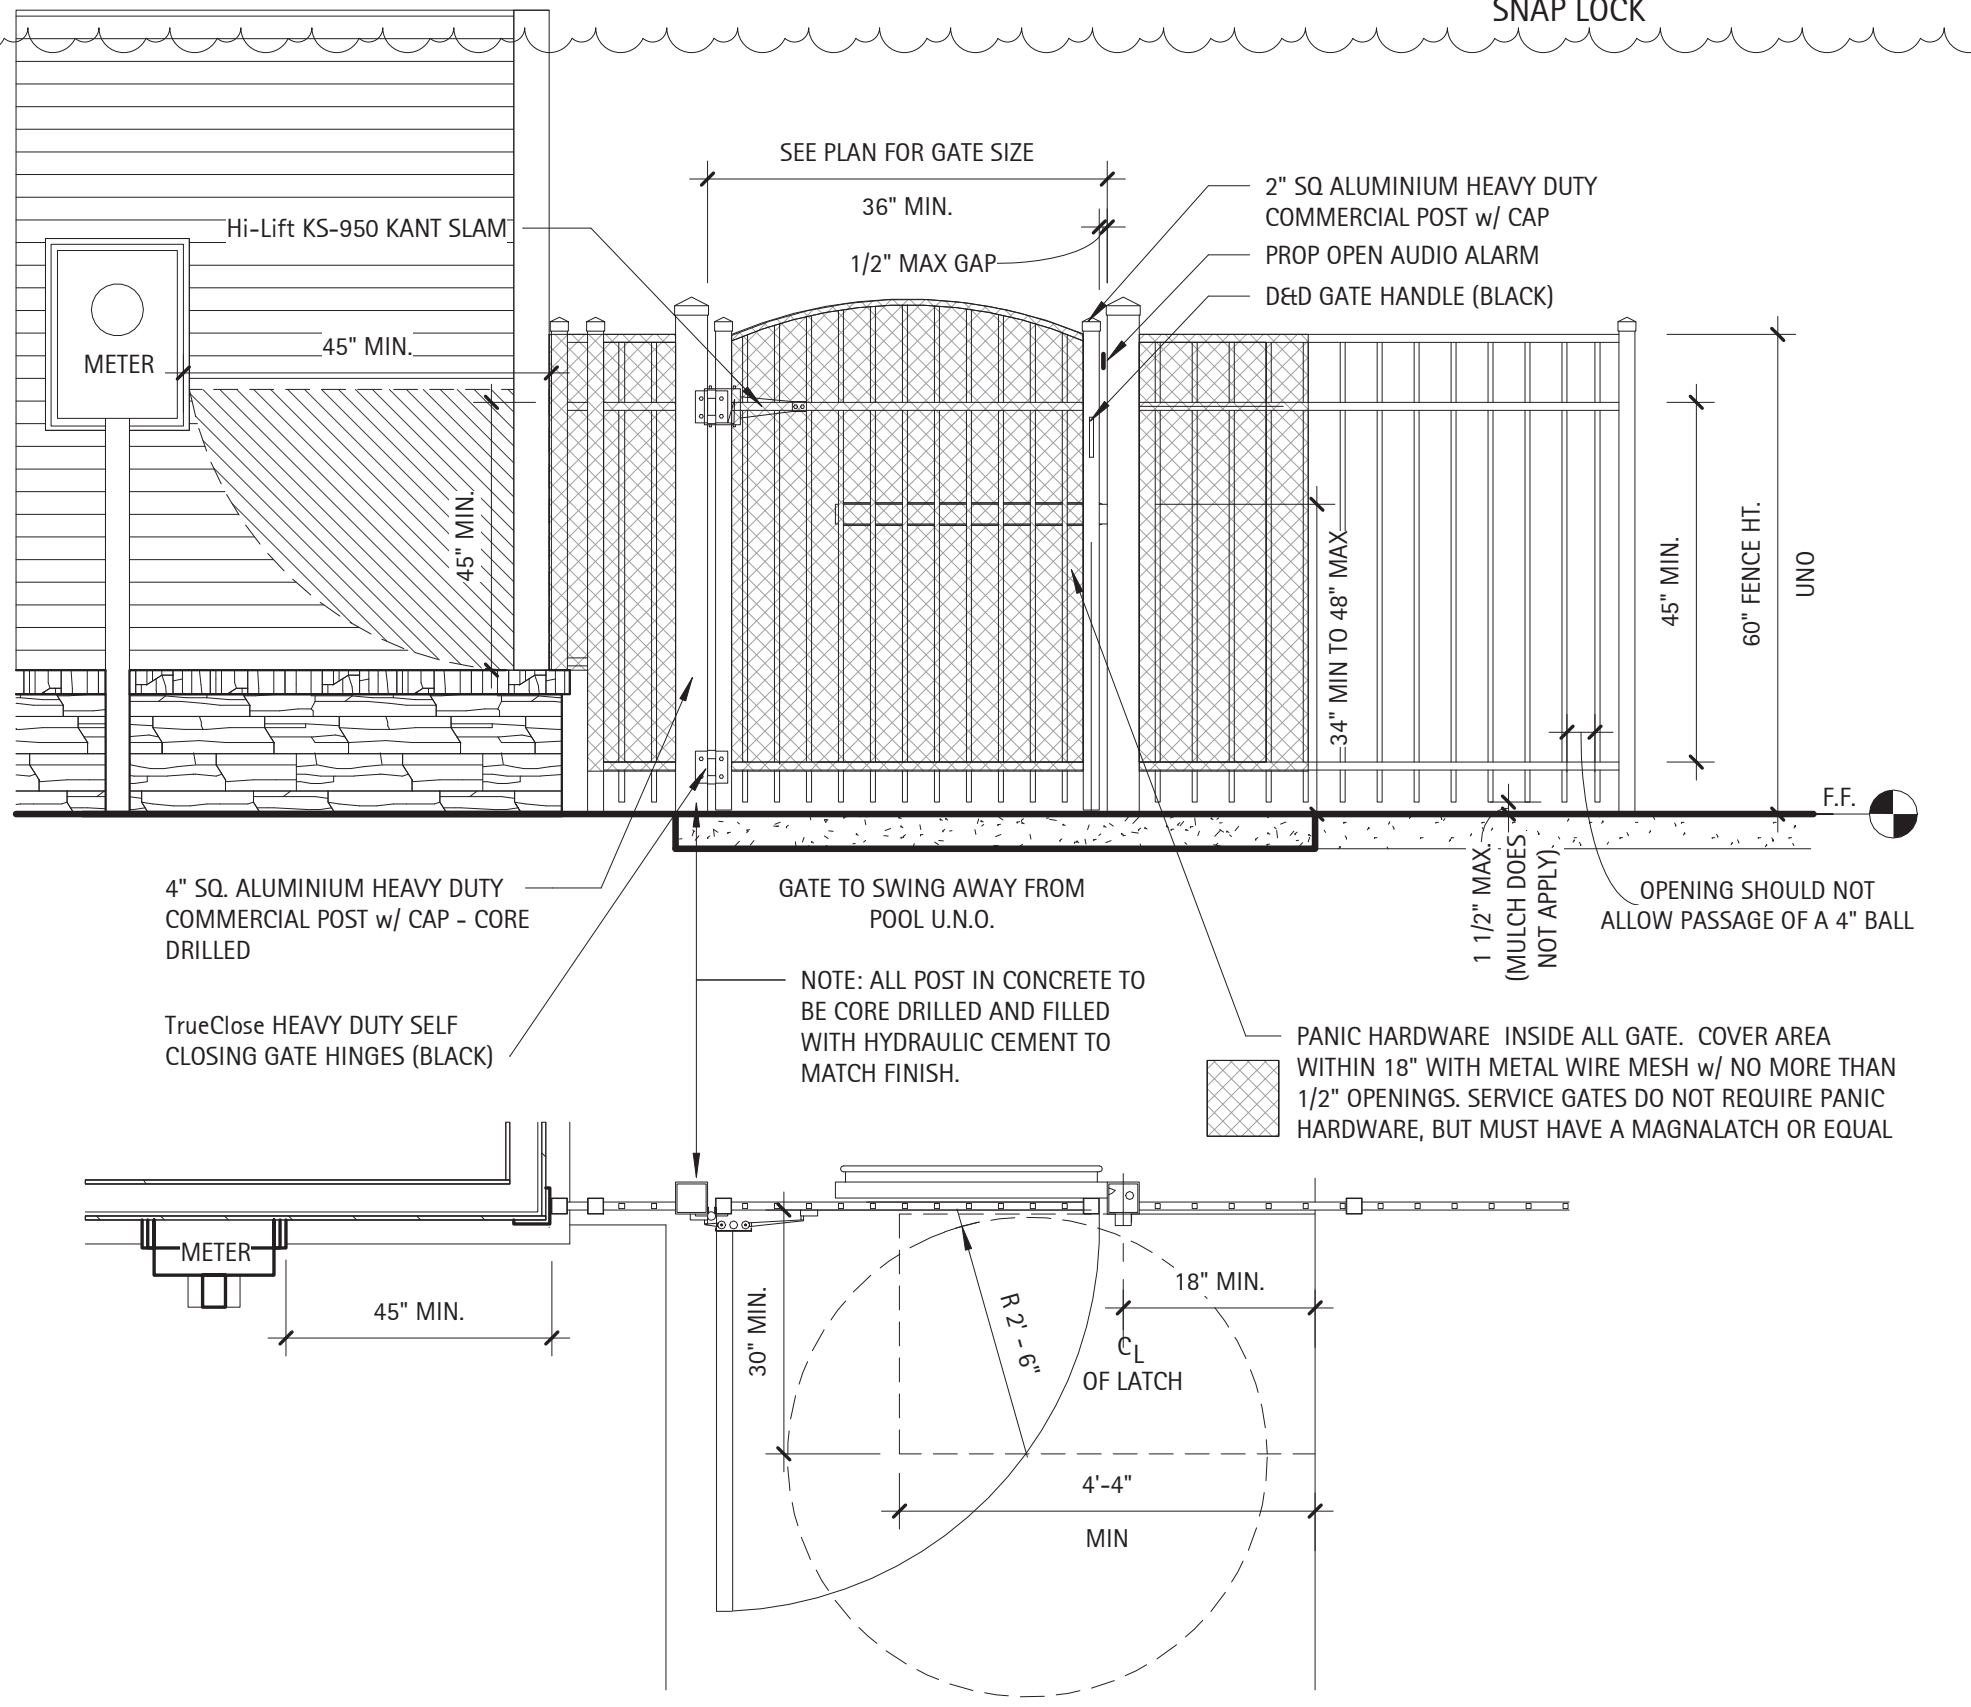 SNAP LOCK
SEE PLAN FOR GATE SIZE
36" MIN.
1/2" MAX GAP
Hi-Lift KS-950 KANT SLAM
2" SQ ALUMINIUM HEAVY DUTY
COMMERCIAL POST w/ CAP
PROP OPEN AUDIO ALARM
D&D GATE HANDLE (BLACK)
METER
45" MIN.
45" MIN.
34" MIN TO 48" MAX
45" MIN.
60" FENCE HT.
UNO
F.F.
4" SQ. ALUMINIUM HEAVY DUTY
COMMERCIAL POST w/ CAP - CORE
DRILLED
GATE TO SWING AWAY FROM
POOL U.N.O.
1 1/2" MAX.
(MULCH DOES
NOT APPLY)
OPENING SHOULD NOT
ALLOW PASSAGE OF A 4" BALL
TrueClose HEAVY DUTY SELF
CLOSING GATE HINGES (BLACK)
NOTE: ALL POST IN CONCRETE TO
BE CORE DRILLED AND FILLED
WITH HYDRAULIC CEMENT TO
MATCH FINISH.
PANIC HARDWARE INSIDE ALL GATE. COVER AREA
WITHIN 18" WITH METAL WIRE MESH w/ NO MORE THAN
1/2" OPENINGS. SERVICE GATES DO NOT REQUIRE PANIC
HARDWARE, BUT MUST HAVE A MAGNALATCH OR EQUAL
METER
45" MIN.
30" MIN.
R 2' - 6"
18" MIN.
CL
OF LATCH
4'-4"
MIN